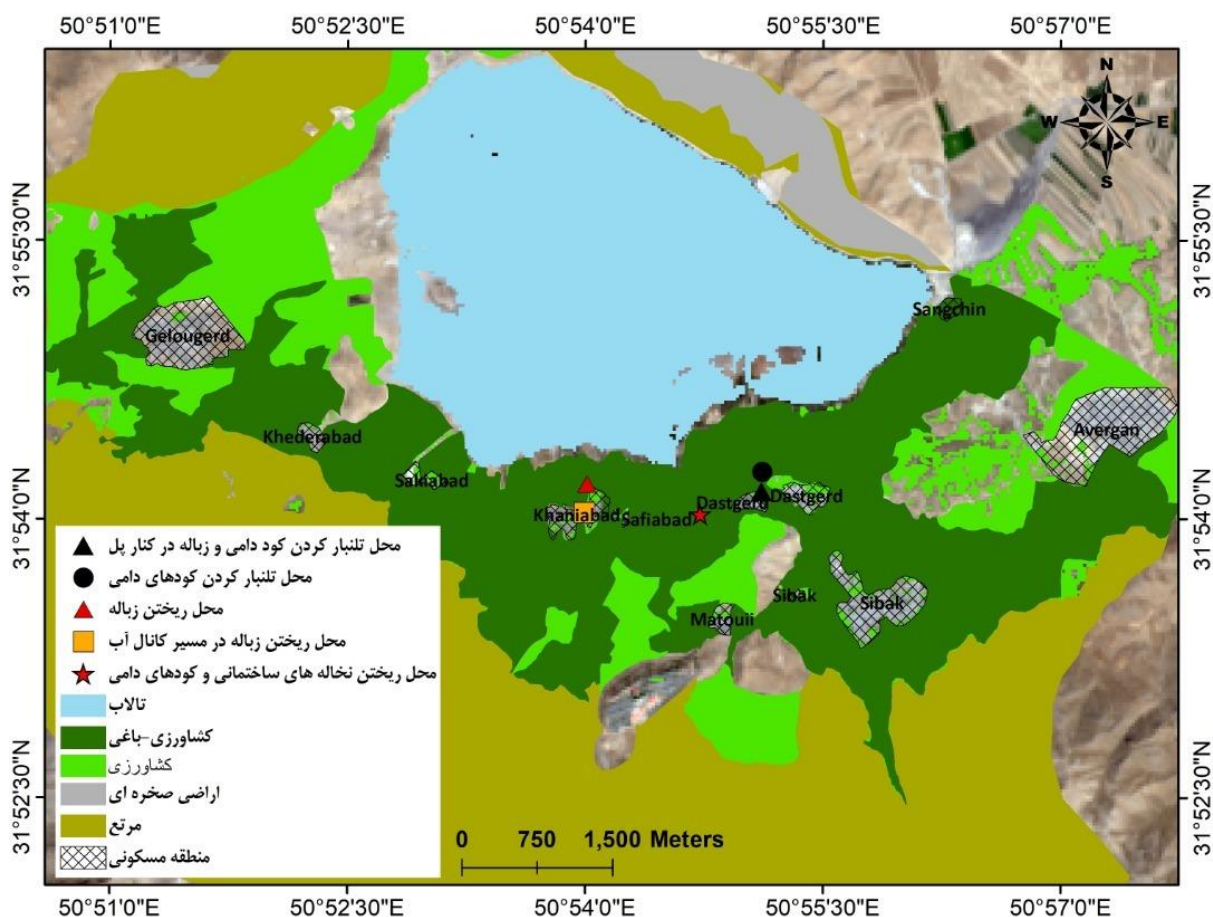 50°51'0"E 50°52'30"E 50°54'0"E 50°55'30"E 50°57'0"E
N
W E
S
31°55'30"N 31°55'30"N
Sangchin
Gelougerd
Avergan
Khederabad
Sakiabad
Dastgerd Dastgerd
Khaniabad Safiabad
31°54'0"N 31°54'0"N
Sibak Sibak
Matouii
محل تلنبار کردن کود دامی و زباله در کنار پل
محل تلنبار کردن کودهای دامی
محل ریختن زباله
محل ریختن زباله در مسیر کانال آب
محل ریختن نخاله های ساختمانی و کودهای دامی
تالاب
کشاورزی-باغی
کشاورزی
اراضی صخره ای
مرتع
منطقه مسکونی
31°52'30"N 31°52'30"N
0 750 1,500 Meters
50°51'0"E 50°52'30"E 50°54'0"E 50°55'30"E 50°57'0"E